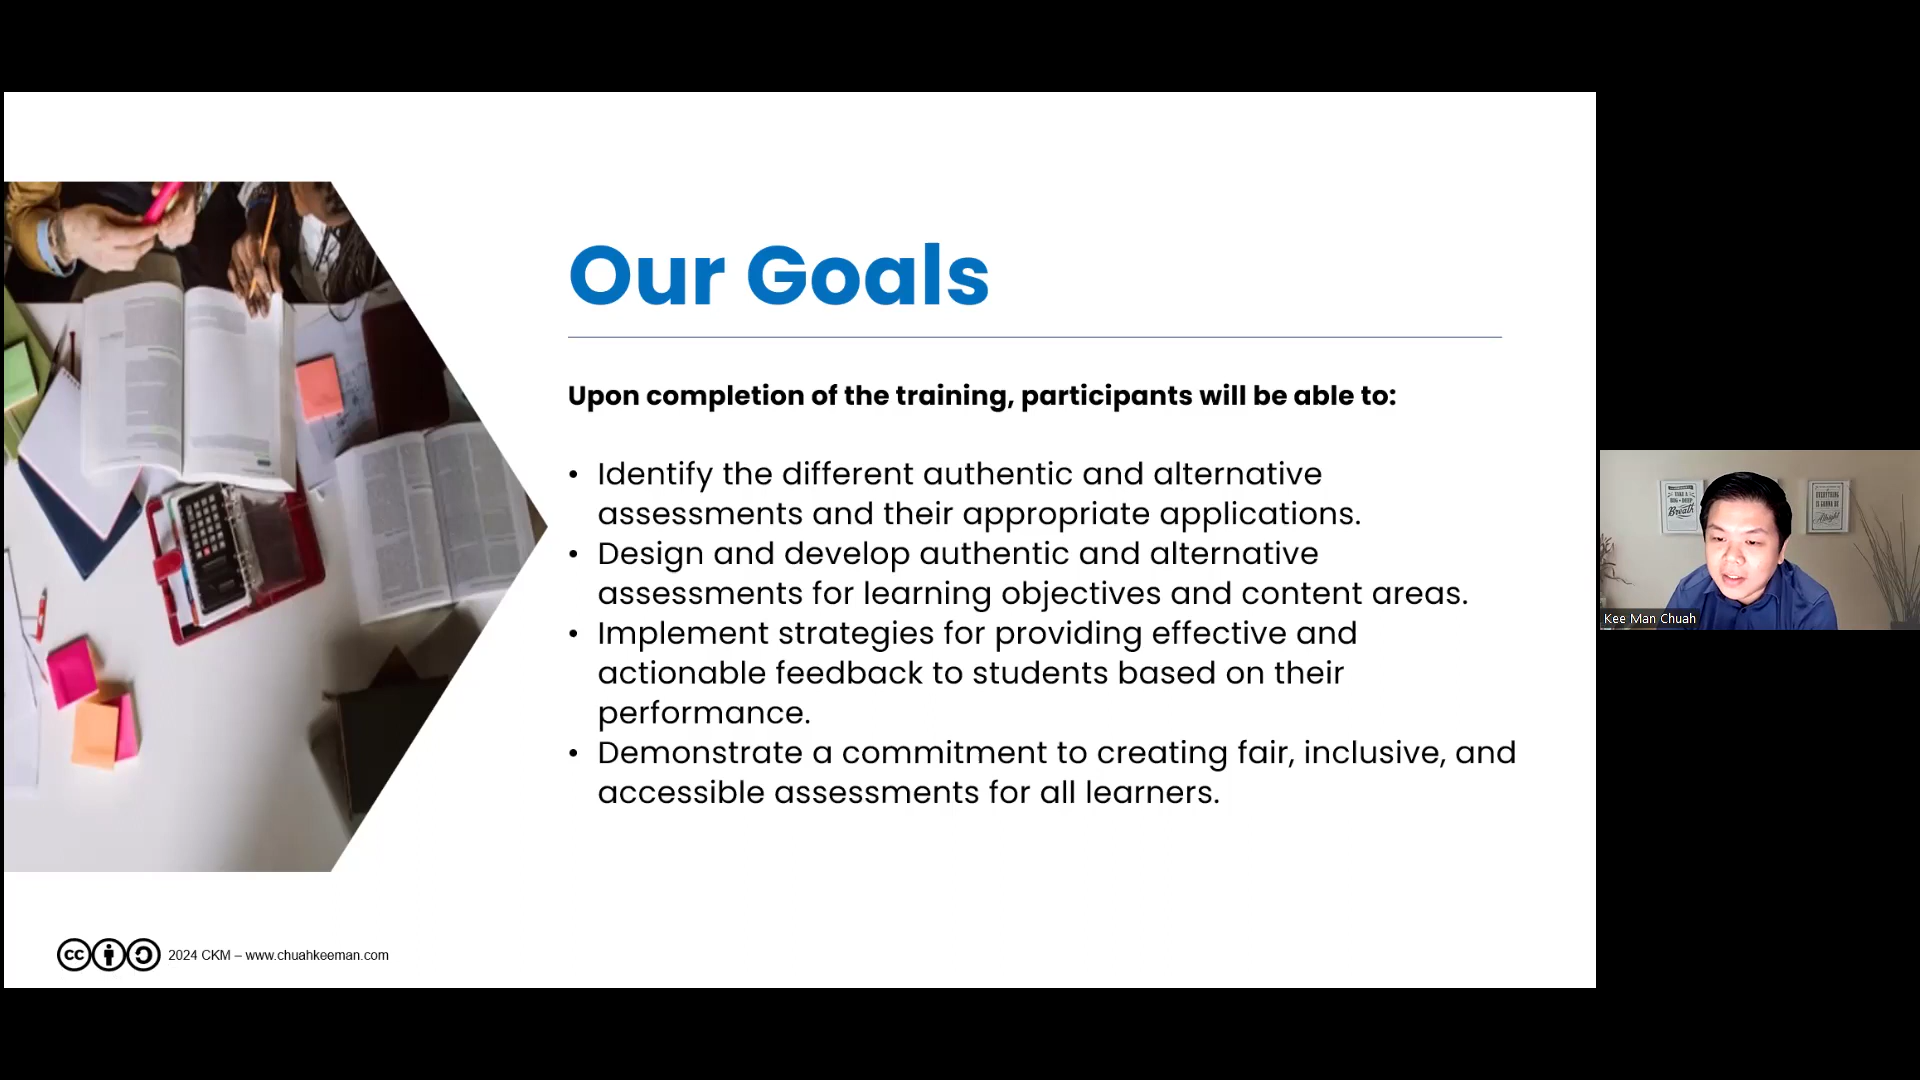 Our Goals
Upon completion of the training, participants will be able to:
• Identify the different authentic and alternative
assessments and their appropriate applications.
• Design and develop authentic and alternative
assessments for learning objectives and content areas.
• Implement strategies for providing effective and
actionable feedback to students based on their
performance.
• Demonstrate a commitment to creating fair, inclusive, and
accessible assessments for all learners.
cc
2024 CKM – www.chuahkeeman.com
Breath
Alright
Kee Man Chuah